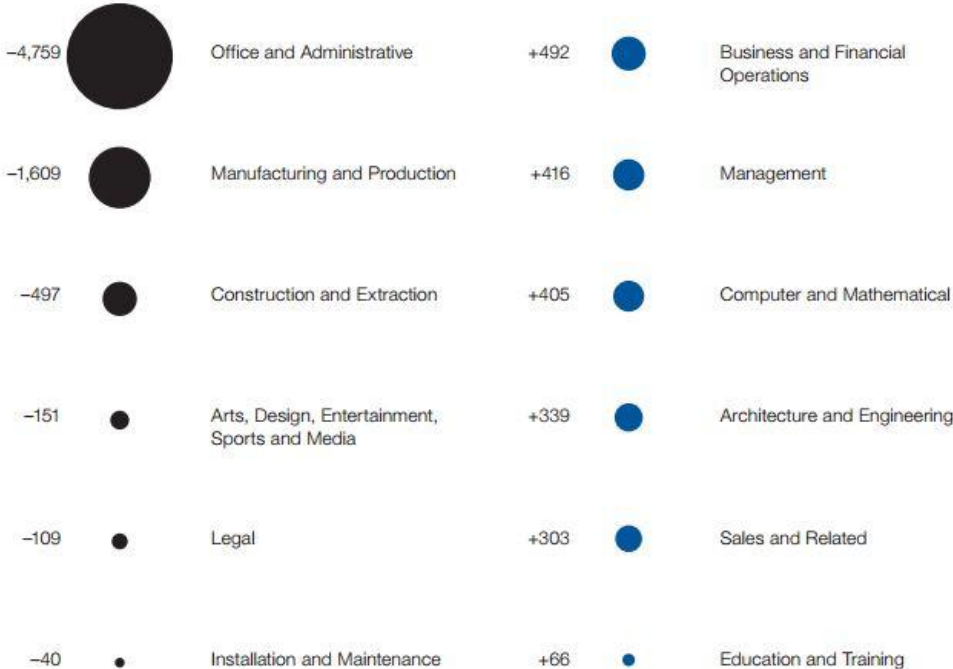 –4,759 Office and Administrative +492 Business and Financial
Operations
–1,609 Manufacturing and Production +416 Management
–497 Construction and Extraction +405 Computer and Mathematical
–151 Arts, Design, Entertainment, +339 Architecture and Engineering
Sports and Media
–109 Legal +303 Sales and Related
–40 Installation and Maintenance +66 Education and Training